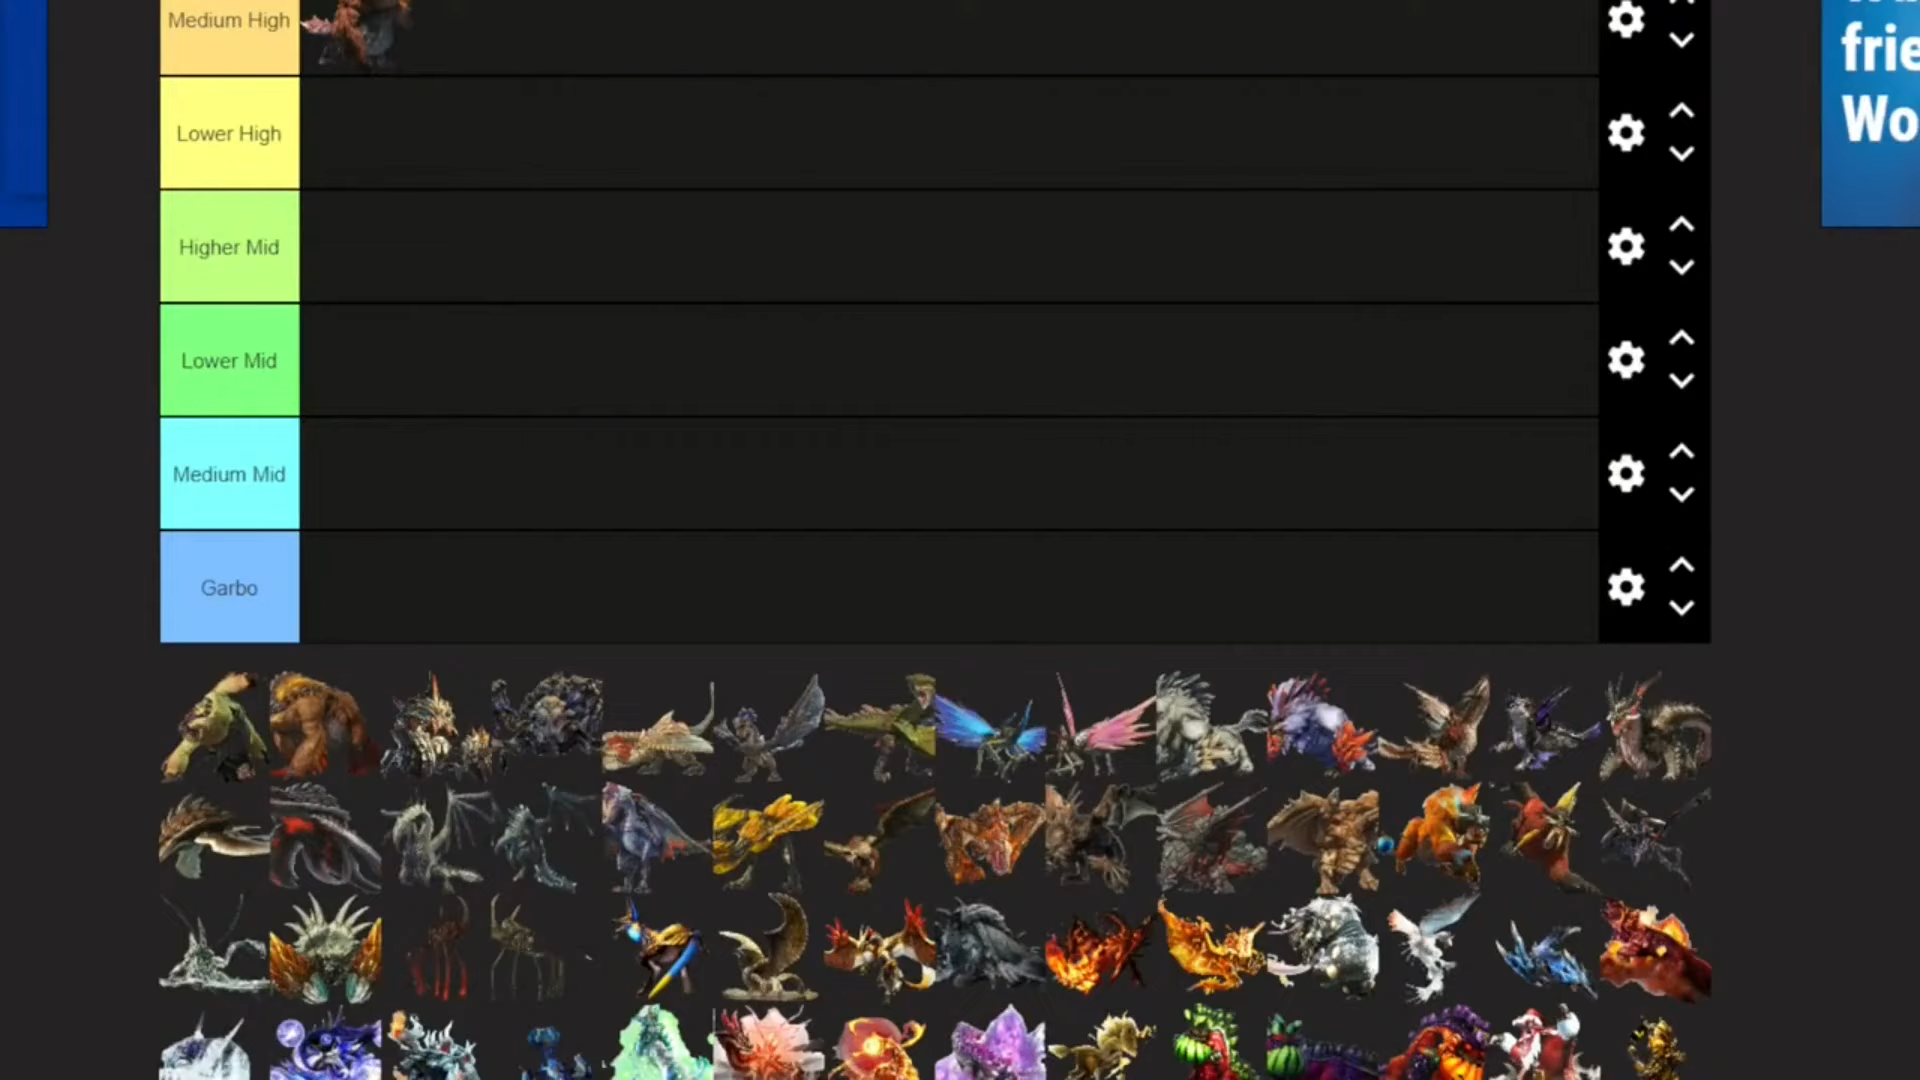 Medium High
frie
Wo
Lower High
Higher Mid
Lower Mid
Medium Mid
Garbo